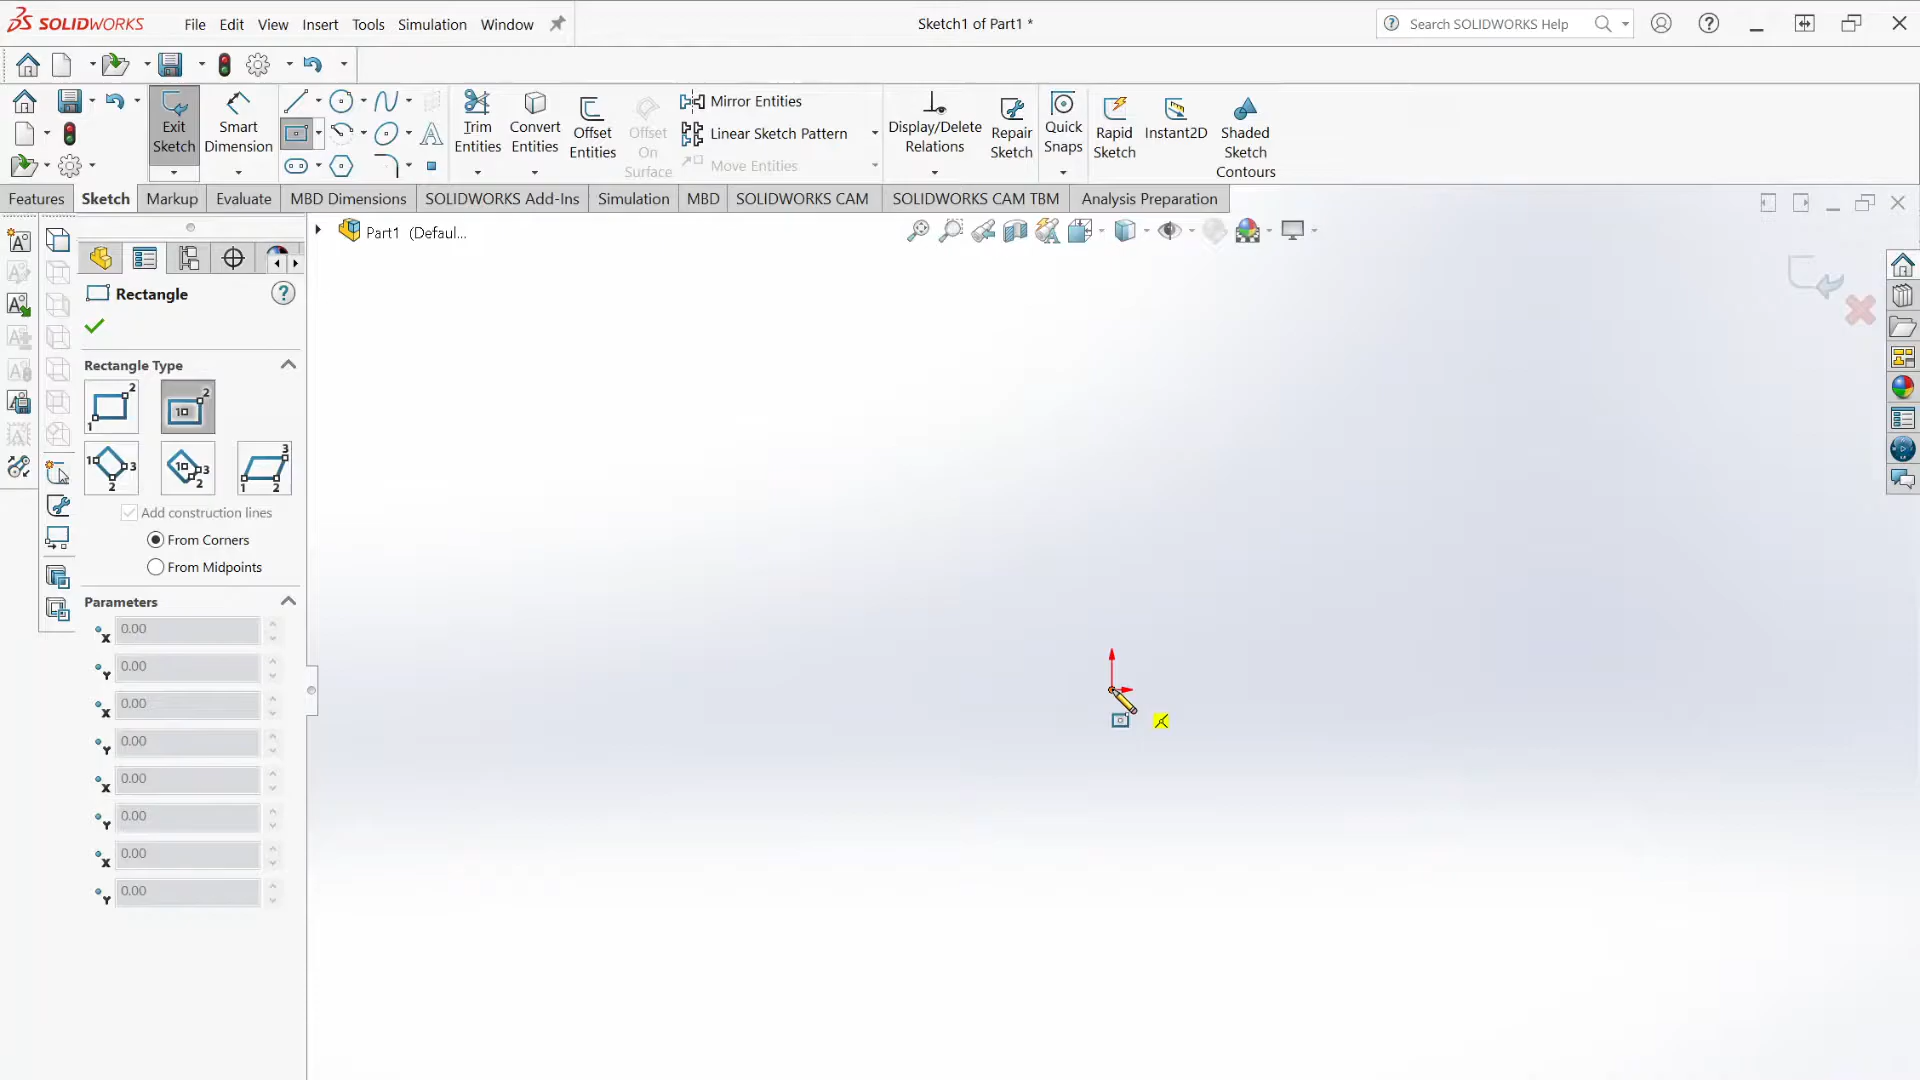 SOLIDWORKS File Edit View Insert Tools Simulation Window
Sketch1 of Part1 *
Search SOLIDWORKS Help
Exit Sketch
Smart Dimension
Trim Entities
Convert Entities
Offset Entities
Offset On Surface
Mirror Entities
Linear Sketch Pattern
Move Entities
Display/Delete Relations
Repair Sketch
Quick Snaps
Rapid Sketch
Instant2D
Shaded Sketch Contours
Features Sketch Markup Evaluate MBD Dimensions SOLIDWORKS Add-Ins Simulation MBD SOLIDWORKS CAM SOLIDWORKS CAM TBM Analysis Preparation
Part1 (Defaul...
Rectangle
Rectangle Type
Add construction lines
From Corners
From Midpoints
Parameters
X 0.00
Y 0.00
X 0.00
Y 0.00
X 0.00
Y 0.00
X 0.00
Y 0.00